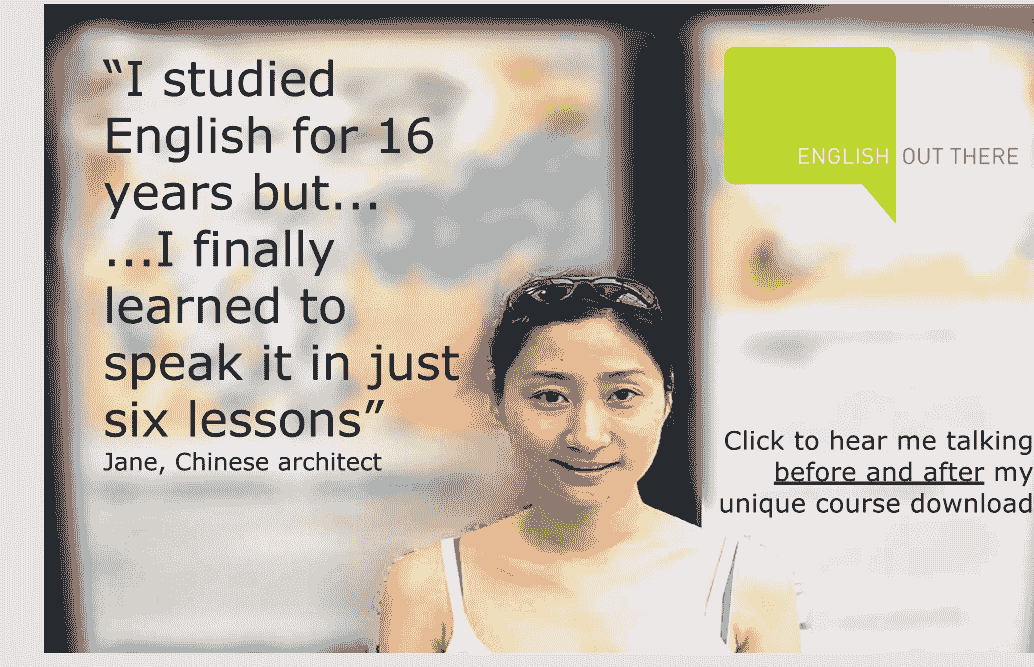 “I studied
English for 16
years but...
...I finally
learned to
speak it in just
six lessons”
Jane, Chinese architect
ENGLISH OUT THERE
Click to hear me talking
before and after my
unique course download